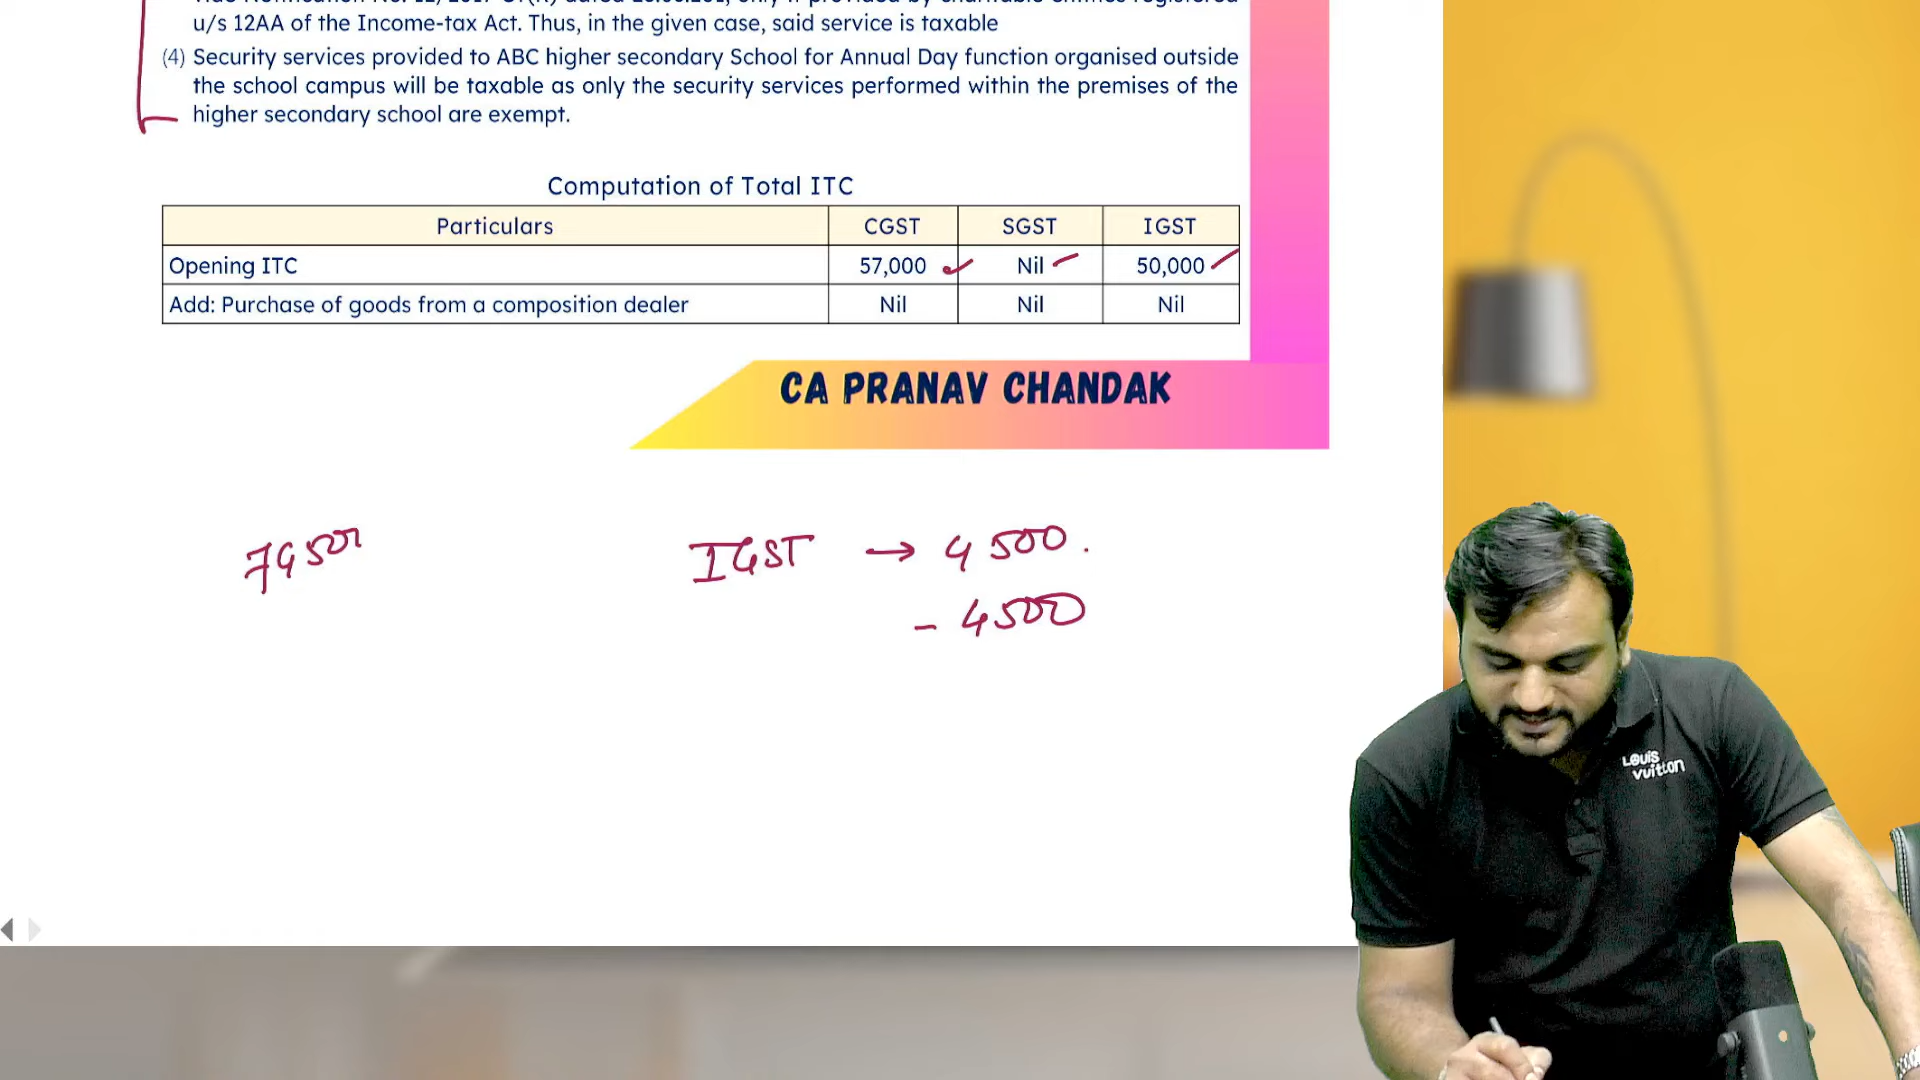 u/s 12AA of the Income-tax Act. Thus, in the given case, said service is taxable
(4) Security services provided to ABC higher secondary School for Annual Day function organised outside
the school campus will be taxable as only the security services performed within the premises of the
higher secondary school are exempt.
Computation of Total ITC
Particulars CGST SGST IGST
Opening ITC 57,000 Nil 50,000
Add: Purchase of goods from a composition dealer Nil Nil Nil
CA PRANAV CHANDAK
IGST → 4500.
- 4500
Louis
vuitton